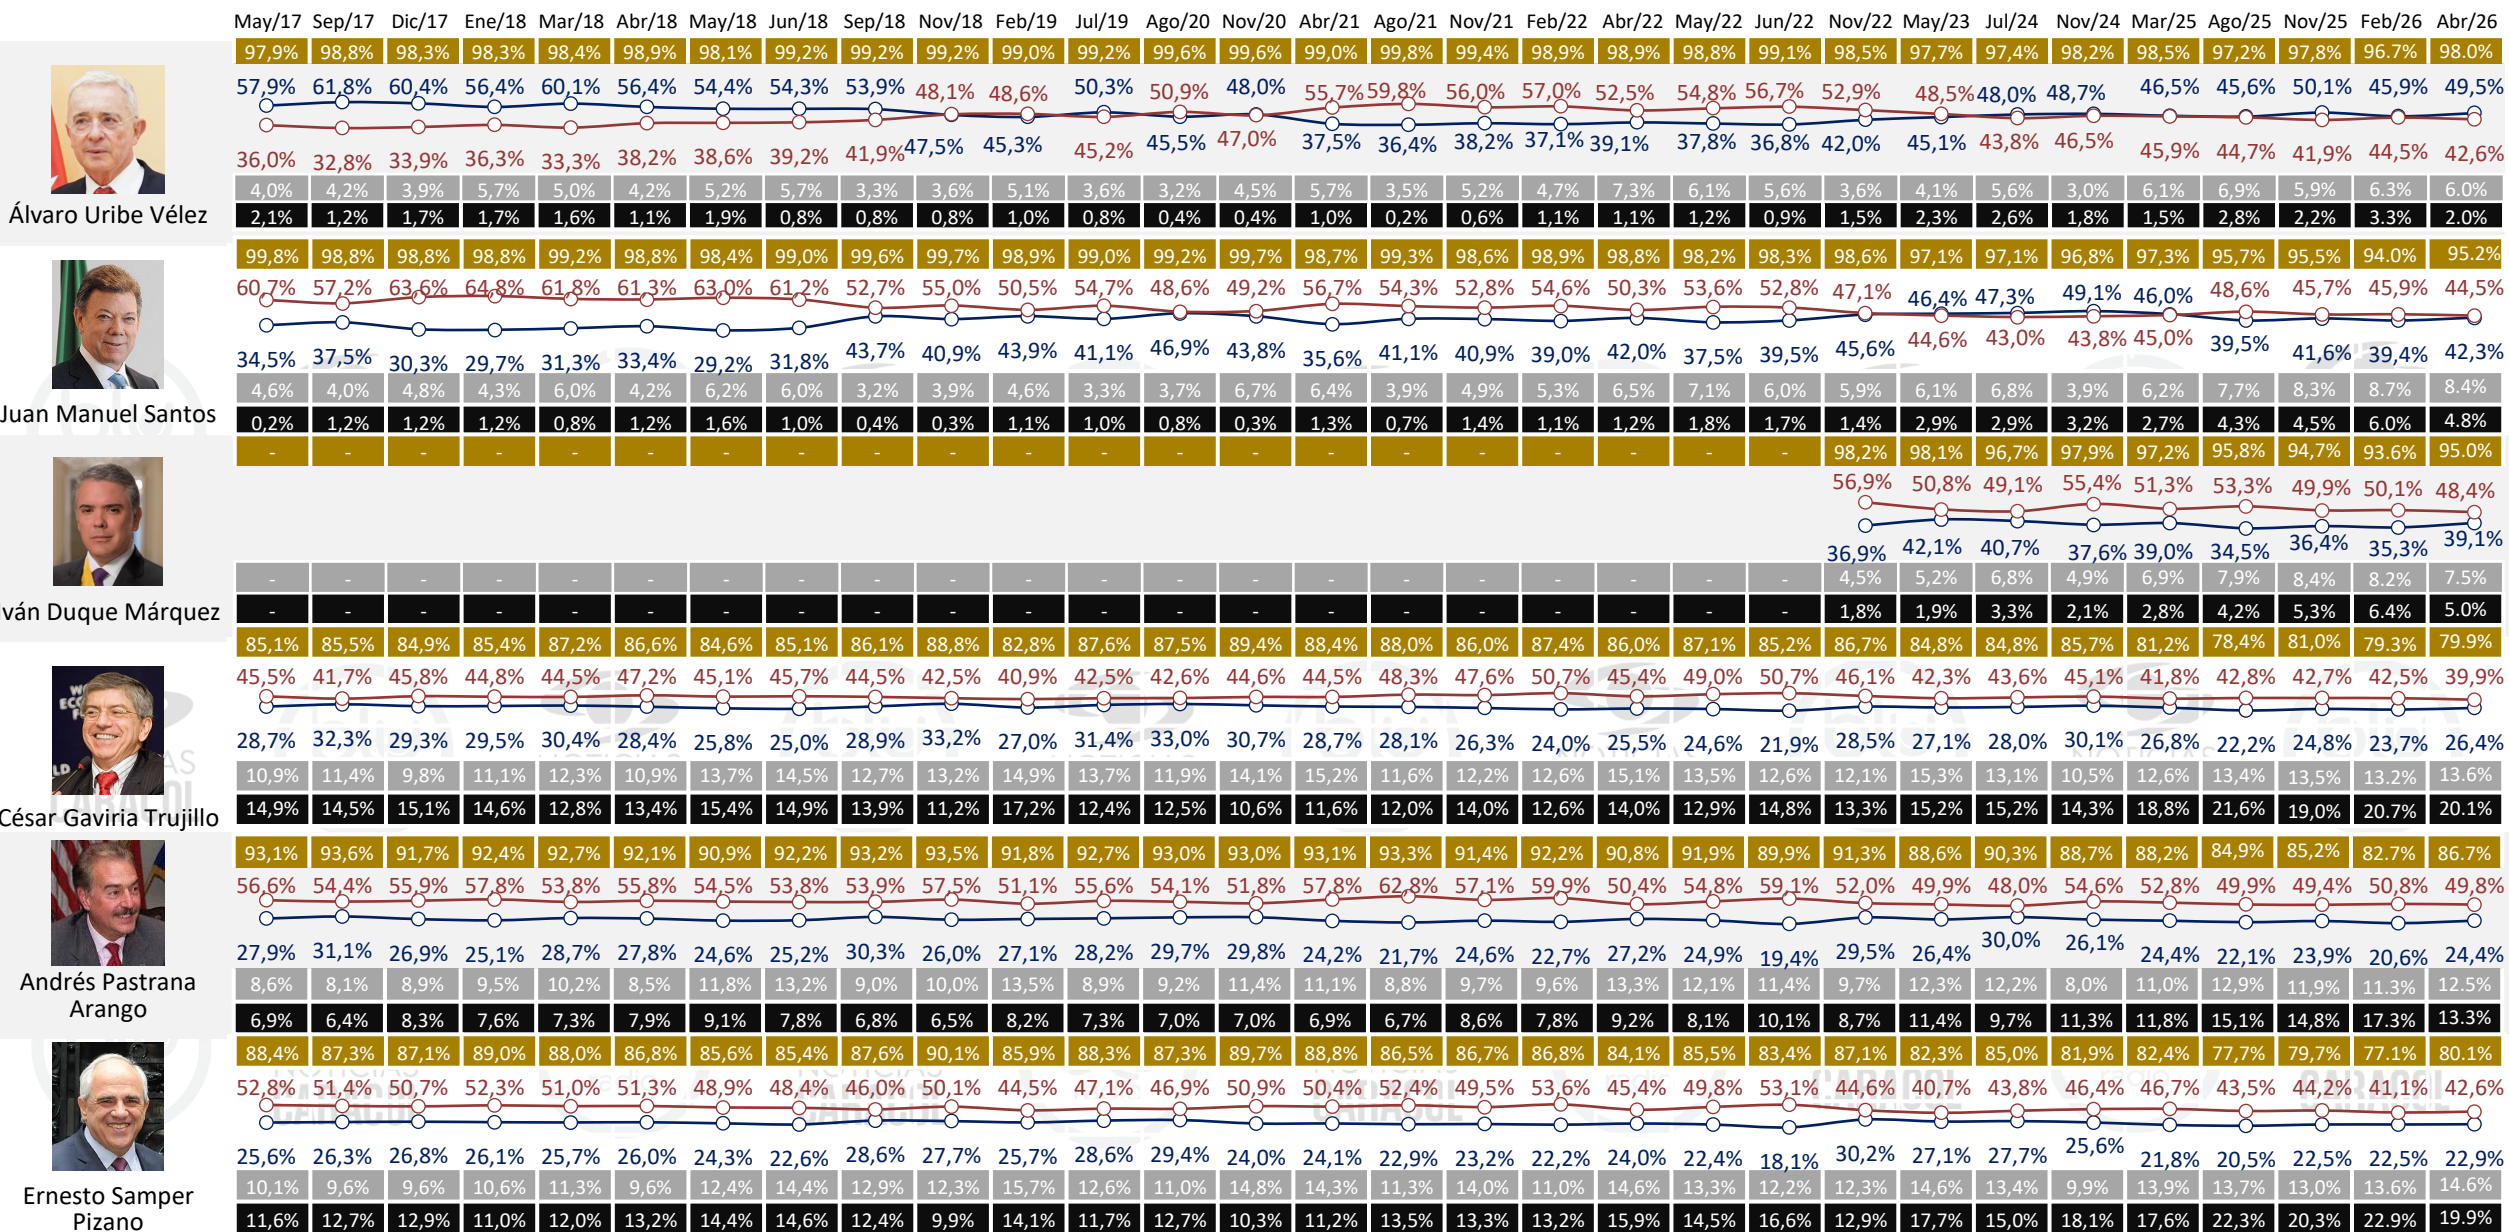 May/17 Sep/17 Dic/17 Ene/18 Mar/18 Abr/18 May/18 Jun/18 Sep/18 Nov/18 Feb/19 Jul/19 Ago/20 Nov/20 Abr/21 Ago/21 Nov/21 Feb/22 Abr/22 May/22 Jun/22 Nov/22 May/23 Jul/24 Nov/24 Mar/25 Ago/25 Nov/25 Feb/26 Abr/26
97,9% 98,8% 98,3% 98,3% 98,4% 98,9% 98,1% 99,2% 99,2% 99,2% 99,0% 99,2% 99,6% 99,6% 99,0% 99,8% 99,4% 98,9% 98,9% 98,8% 99,1% 98,5% 97,7% 97,4% 98,2% 98,5% 97,2% 97,8% 96.7% 98.0%
57,9% 61,8% 60,4% 56,4% 60,1% 56,4% 54,4% 54,3% 53,9% 48,1% 48,6% 50,3% 50,9% 48,0% 55,7% 59,8% 56,0% 57,0% 52,5% 54,8% 56,7% 52,9% 48,5% 48,0% 48,7% 46,5% 45,6% 50,1% 45,9% 49,5%
36,0% 32,8% 33,9% 36,3% 33,3% 38,2% 38,6% 39,2% 41,9% 47,5% 45,3% 45,2% 45,5% 47,0% 37,5% 36,4% 38,2% 37,1% 39,1% 37,8% 36,8% 42,0% 45,1% 43,8% 46,5% 45,9% 44,7% 41,9% 44,5% 42,6%
4,0% 4,2% 3,9% 5,7% 5,0% 4,2% 5,2% 5,7% 3,3% 3,6% 5,1% 3,6% 3,2% 4,5% 5,7% 3,5% 5,2% 4,7% 7,3% 6,1% 5,6% 3,6% 4,1% 5,6% 3,0% 6,1% 6,9% 5,9% 6.3% 6.0%
Álvaro Uribe Vélez
2,1% 1,2% 1,7% 1,7% 1,6% 1,1% 1,9% 0,8% 0,8% 0,8% 1,0% 0,8% 0,4% 0,4% 1,0% 0,2% 0,6% 1,1% 1,1% 1,2% 0,9% 1,5% 2,3% 2,6% 1,8% 1,5% 2,8% 2,2% 3.3% 2.0%
99,8% 98,8% 98,8% 98,8% 99,2% 98,8% 98,4% 99,0% 99,6% 99,7% 98,9% 99,0% 99,2% 99,7% 98,7% 99,3% 98,6% 98,9% 98,8% 98,2% 98,3% 98,6% 97,1% 97,1% 96,8% 97,3% 95,7% 95,5% 94.0% 95.2%
60,7% 57,2% 63,6% 64,8% 61,8% 61,3% 63,0% 61,2% 52,7% 55,0% 50,5% 54,7% 48,6% 49,2% 56,7% 54,3% 52,8% 54,6% 50,3% 53,6% 52,8% 47,1% 46,4% 47,3% 49,1% 46,0% 48,6% 45,7% 45,9% 44,5%
34,5% 37,5% 30,3% 29,7% 31,3% 33,4% 29,2% 31,8% 43,7% 40,9% 43,9% 41,1% 46,9% 43,8% 35,6% 41,1% 40,9% 39,0% 42,0% 37,5% 39,5% 45,6% 44,6% 43,0% 43,8% 45,0% 39,5% 41,6% 39,4% 42,3%
4,6% 4,0% 4,8% 4,3% 6,0% 4,2% 6,2% 6,0% 3,2% 3,9% 4,6% 3,3% 3,7% 6,7% 6,4% 3,9% 4,9% 5,3% 6,5% 7,1% 6,0% 5,9% 6,1% 6,8% 3,9% 6,2% 7,7% 8,3% 8.7% 8.4%
Juan Manuel Santos
0,2% 1,2% 1,2% 1,2% 0,8% 1,2% 1,6% 1,0% 0,4% 0,3% 1,1% 1,0% 0,8% 0,3% 1,3% 0,7% 1,4% 1,1% 1,2% 1,8% 1,7% 1,4% 2,9% 2,9% 3,2% 2,7% 4,3% 4,5% 6.0% 4.8%
- - - - - - - - - - - - - - - - - - - - - 98,2% 98,1% 96,7% 97,9% 97,2% 95,8% 94,7% 93.6% 95.0%
56,9% 50,8% 49,1% 55,4% 51,3% 53,3% 49,9% 50,1% 48,4%
36,9% 42,1% 40,7% 37,6% 39,0% 34,5% 36,4% 35,3% 39,1%
- - - - - - - - - - - - - - - - - - - - - 4,5% 5,2% 6,8% 4,9% 6,9% 7,9% 8,4% 8.2% 7.5%
Iván Duque Márquez
- - - - - - - - - - - - - - - - - - - - - 1,8% 1,9% 3,3% 2,1% 2,8% 4,2% 5,3% 6.4% 5.0%
85,1% 85,5% 84,9% 85,4% 87,2% 86,6% 84,6% 85,1% 86,1% 88,8% 82,8% 87,6% 87,5% 89,4% 88,4% 88,0% 86,0% 87,4% 86,0% 87,1% 85,2% 86,7% 84,8% 84,8% 85,7% 81,2% 78,4% 81,0% 79.3% 79.9%
45,5% 41,7% 45,8% 44,8% 44,5% 47,2% 45,1% 45,7% 44,5% 42,5% 40,9% 42,5% 42,6% 44,6% 44,5% 48,3% 47,6% 50,7% 45,4% 49,0% 50,7% 46,1% 42,3% 43,6% 45,1% 41,8% 42,8% 42,7% 42,5% 39,9%
28,7% 32,3% 29,3% 29,5% 30,4% 28,4% 25,8% 25,0% 28,9% 33,2% 27,0% 31,4% 33,0% 30,7% 28,7% 28,1% 26,3% 24,0% 25,5% 24,6% 21,9% 28,5% 27,1% 28,0% 30,1% 26,8% 22,2% 24,8% 23,7% 26,4%
10,9% 11,4% 9,8% 11,1% 12,3% 10,9% 13,7% 14,5% 12,7% 13,2% 14,9% 13,7% 11,9% 14,1% 15,2% 11,6% 12,2% 12,6% 15,1% 13,5% 12,6% 12,1% 15,3% 13,1% 10,5% 12,6% 13,4% 13,5% 13.2% 13.6%
César Gaviria Trujillo
14,9% 14,5% 15,1% 14,6% 12,8% 13,4% 15,4% 14,9% 13,9% 11,2% 17,2% 12,4% 12,5% 10,6% 11,6% 12,0% 14,0% 12,6% 14,0% 12,9% 14,8% 13,3% 15,2% 15,2% 14,3% 18,8% 21,6% 19,0% 20.7% 20.1%
93,1% 93,6% 91,7% 92,4% 92,7% 92,1% 90,9% 92,2% 93,2% 93,5% 91,8% 92,7% 93,0% 93,0% 93,1% 93,3% 91,4% 92,2% 90,8% 91,9% 89,9% 91,3% 88,6% 90,3% 88,7% 88,2% 84,9% 85,2% 82.7% 86.7%
56,6% 54,4% 55,9% 57,8% 53,8% 55,8% 54,5% 53,8% 53,9% 57,5% 51,1% 55,6% 54,1% 51,8% 57,8% 62,8% 57,1% 59,9% 50,4% 54,8% 59,1% 52,0% 49,9% 48,0% 54,6% 52,8% 49,9% 49,4% 50,8% 49,8%
27,9% 31,1% 26,9% 25,1% 28,7% 27,8% 24,6% 25,2% 30,3% 26,0% 27,1% 28,2% 29,7% 29,8% 24,2% 21,7% 24,6% 22,7% 27,2% 24,9% 19,4% 29,5% 26,4% 30,0% 26,1% 24,4% 22,1% 23,9% 20,6% 24,4%
Andrés Pastrana
8,6% 8,1% 8,9% 9,5% 10,2% 8,5% 11,8% 13,2% 9,0% 10,0% 13,5% 8,9% 9,2% 11,4% 11,1% 8,8% 9,7% 9,6% 13,3% 12,1% 11,4% 9,7% 12,3% 12,2% 8,0% 11,0% 12,9% 11,9% 11.3% 12.5%
Arango
6,9% 6,4% 8,3% 7,6% 7,3% 7,9% 9,1% 7,8% 6,8% 6,5% 8,2% 7,3% 7,0% 7,0% 6,9% 6,7% 8,6% 7,8% 9,2% 8,1% 10,1% 8,7% 11,4% 9,7% 11,3% 11,8% 15,1% 14,8% 17.3% 13.3%
88,4% 87,3% 87,1% 89,0% 88,0% 86,8% 85,6% 85,4% 87,6% 90,1% 85,9% 88,3% 87,3% 89,7% 88,8% 86,5% 86,7% 86,8% 84,1% 85,5% 83,4% 87,1% 82,3% 85,0% 81,9% 82,4% 77,7% 79,7% 77.1% 80.1%
52,8% 51,4% 50,7% 52,3% 51,0% 51,3% 48,9% 48,4% 46,0% 50,1% 44,5% 47,1% 46,9% 50,9% 50,4% 52,4% 49,5% 53,6% 45,4% 49,8% 53,1% 44,6% 40,7% 43,8% 46,4% 46,7% 43,5% 44,2% 41,1% 42,6%
25,6% 26,3% 26,8% 26,1% 25,7% 26,0% 24,3% 22,6% 28,6% 27,7% 25,7% 28,6% 29,4% 24,0% 24,1% 22,9% 23,2% 22,2% 24,0% 22,4% 18,1% 30,2% 27,1% 27,7% 25,6% 21,8% 20,5% 22,5% 22,5% 22,9%
10,1% 9,6% 9,6% 10,6% 11,3% 9,6% 12,4% 14,4% 12,9% 12,3% 15,7% 12,6% 11,0% 14,8% 14,3% 11,3% 14,0% 11,0% 14,6% 13,3% 12,2% 12,3% 14,6% 13,4% 9,9% 13,9% 13,7% 13,0% 13.6% 14.6%
Ernesto Samper
Pizano
11,6% 12,7% 12,9% 11,0% 12,0% 13,2% 14,4% 14,6% 12,4% 9,9% 14,1% 11,7% 12,7% 10,3% 11,2% 13,5% 13,3% 13,2% 15,9% 14,5% 16,6% 12,9% 17,7% 15,0% 18,1% 17,6% 22,3% 20,3% 22.9% 19.9%